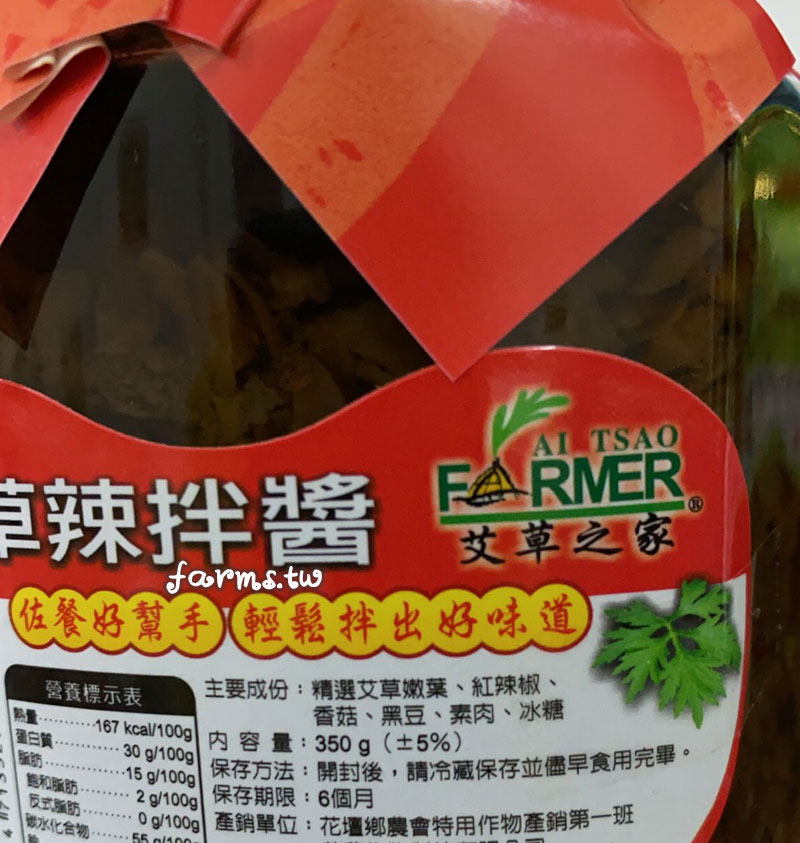 AI TSAO
FARMER®
艾草之家
草辣拌醬
farms.tw
佐餐好幫手 輕鬆拌出好味道
營養標示表
熱量 167 kcal/100g
蛋白質 30 g/100g
脂肪 15 g/100g
飽和脂肪 2 g/100g
反式脂肪 0 g/100g
碳水化合物 55 g/100g
主要成份：精選艾草嫩葉、紅辣椒、
香菇、黑豆、素肉、冰糖
內容量：350 g（±5%）
保存方法：開封後，請冷藏保存並儘早食用完畢。
保存期限：6個月
產銷單位：花壇鄉農會特用作物產銷第一班